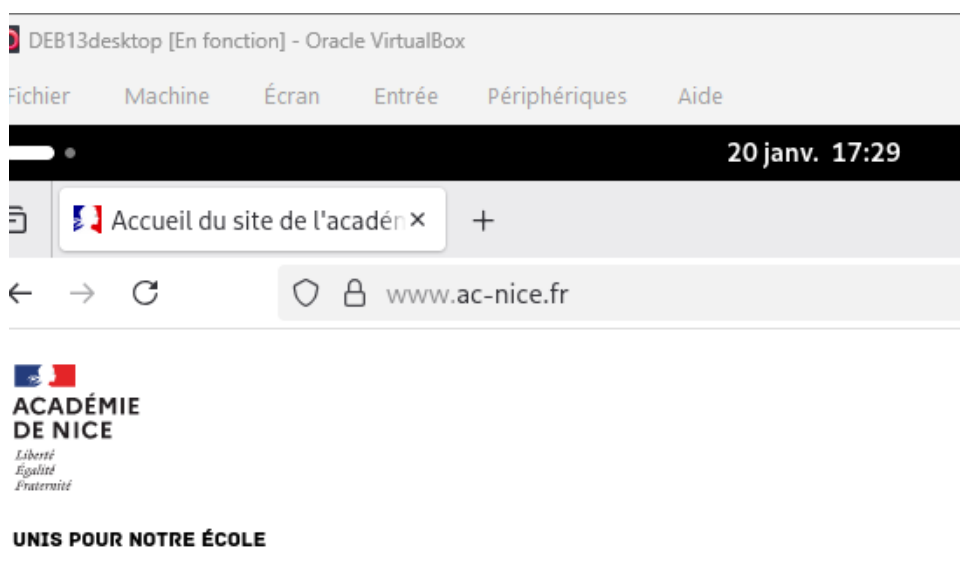 DEB13desktop [En fonction] - Oracle VirtualBox
Fichier Machine Écran Entrée Périphériques Aide
20 janv. 17:29
Accueil du site de l'académ
www.ac-nice.fr
ACADÉMIE
DE NICE
Liberté
Égalité
Fraternité
UNIS POUR NOTRE ÉCOLE